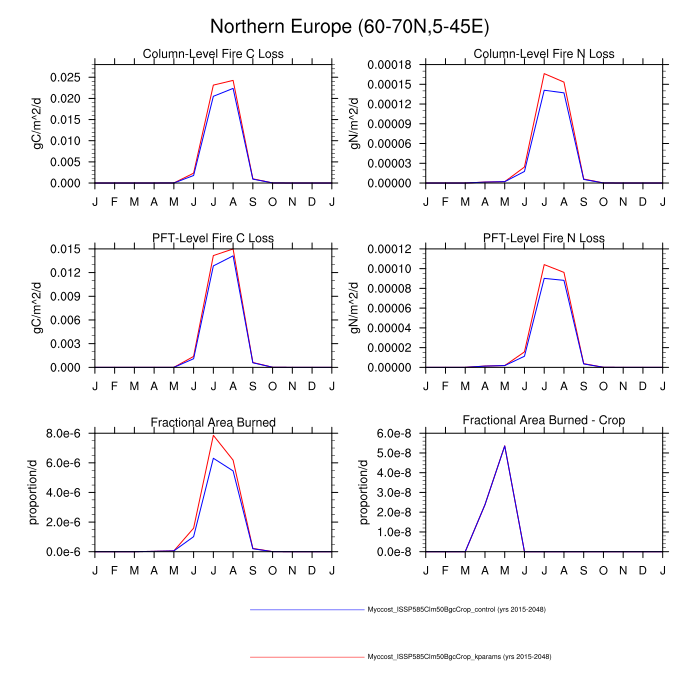 Northern Europe (60-70N,5-45E)
Column-Level Fire C Loss
gC/m^2/d
0.025
0.020
0.015
0.010
0.005
0.000
J F M A M J J A S O N D J
Column-Level Fire N Loss
gN/m^2/d
0.00018
0.00015
0.00012
0.00009
0.00006
0.00003
0.00000
J F M A M J J A S O N D J
PFT-Level Fire C Loss
gC/m^2/d
0.015
0.012
0.009
0.006
0.003
0.000
J F M A M J J A S O N D J
PFT-Level Fire N Loss
gN/m^2/d
0.00012
0.00010
0.00008
0.00006
0.00004
0.00002
0.00000
J F M A M J J A S O N D J
Fractional Area Burned
proportion/d
8.0e-6
6.0e-6
4.0e-6
2.0e-6
0.0e-6
J F M A M J J A S O N D J
Fractional Area Burned - Crop
proportion/d
6.0e-8
5.0e-8
4.0e-8
3.0e-8
2.0e-8
1.0e-8
0.0e-8
J F M A M J J A S O N D J
Myccost_ISSP585Clm50BgcCrop_control (yrs 2015-2048)
Myccost_ISSP585Clm50BgcCrop_kparams (yrs 2015-2048)